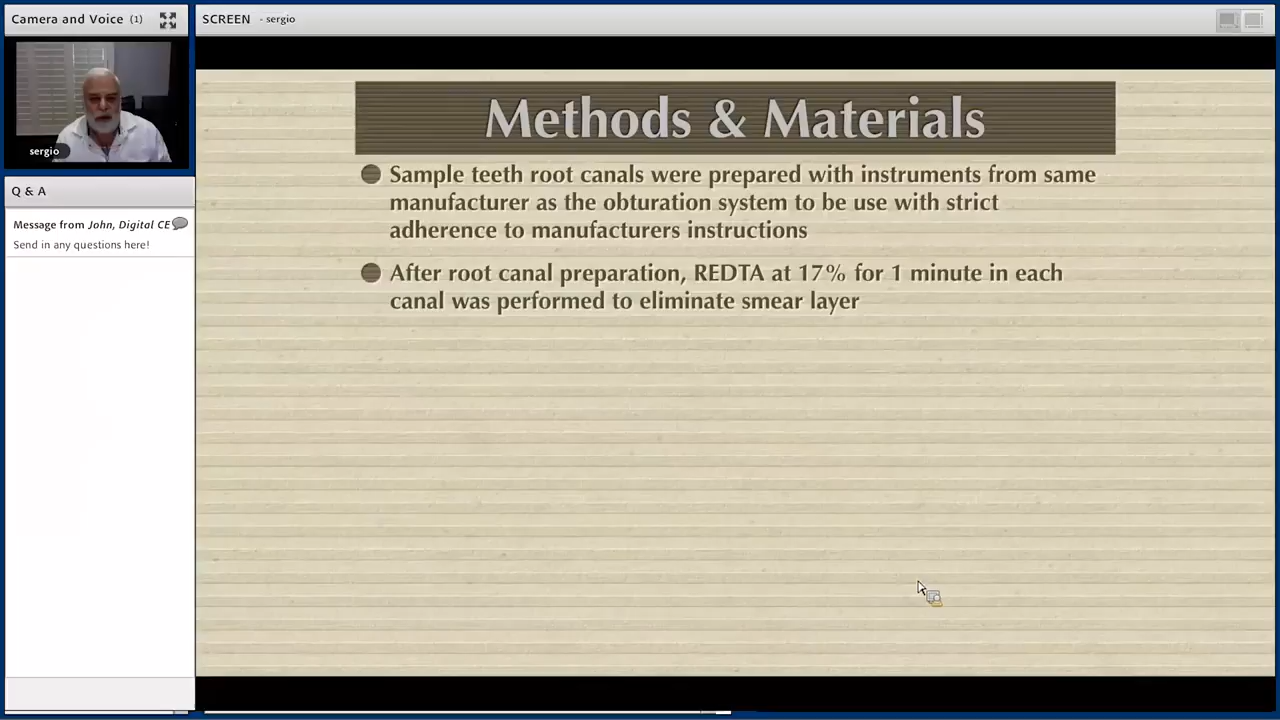 Camera and Voice (1)
SCREEN - sergio
sergio
Q & A
Message from John, Digital CE
Send in any questions here!
Methods & Materials
Sample teeth root canals were prepared with instruments from same
manufacturer as the obturation system to be use with strict
adherence to manufacturers instructions
After root canal preparation, REDTA at 17% for 1 minute in each
canal was performed to eliminate smear layer